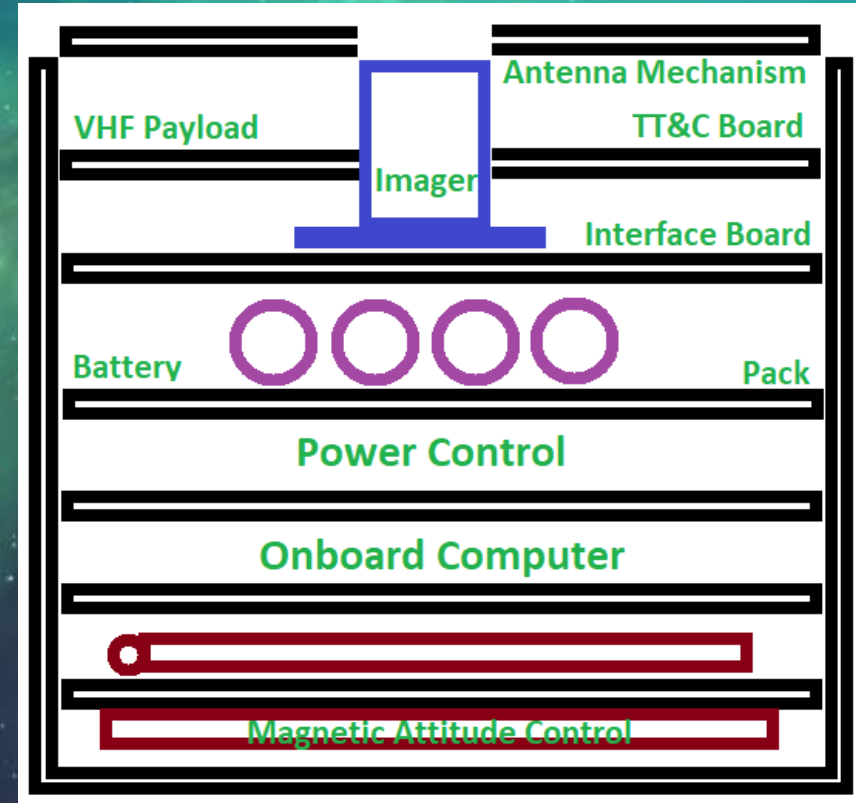 Antenna Mechanism
VHF Payload
TT&C Board
Imager
Interface Board
Battery Pack
Power Control
Onboard Computer
Magnetic Attitude Control